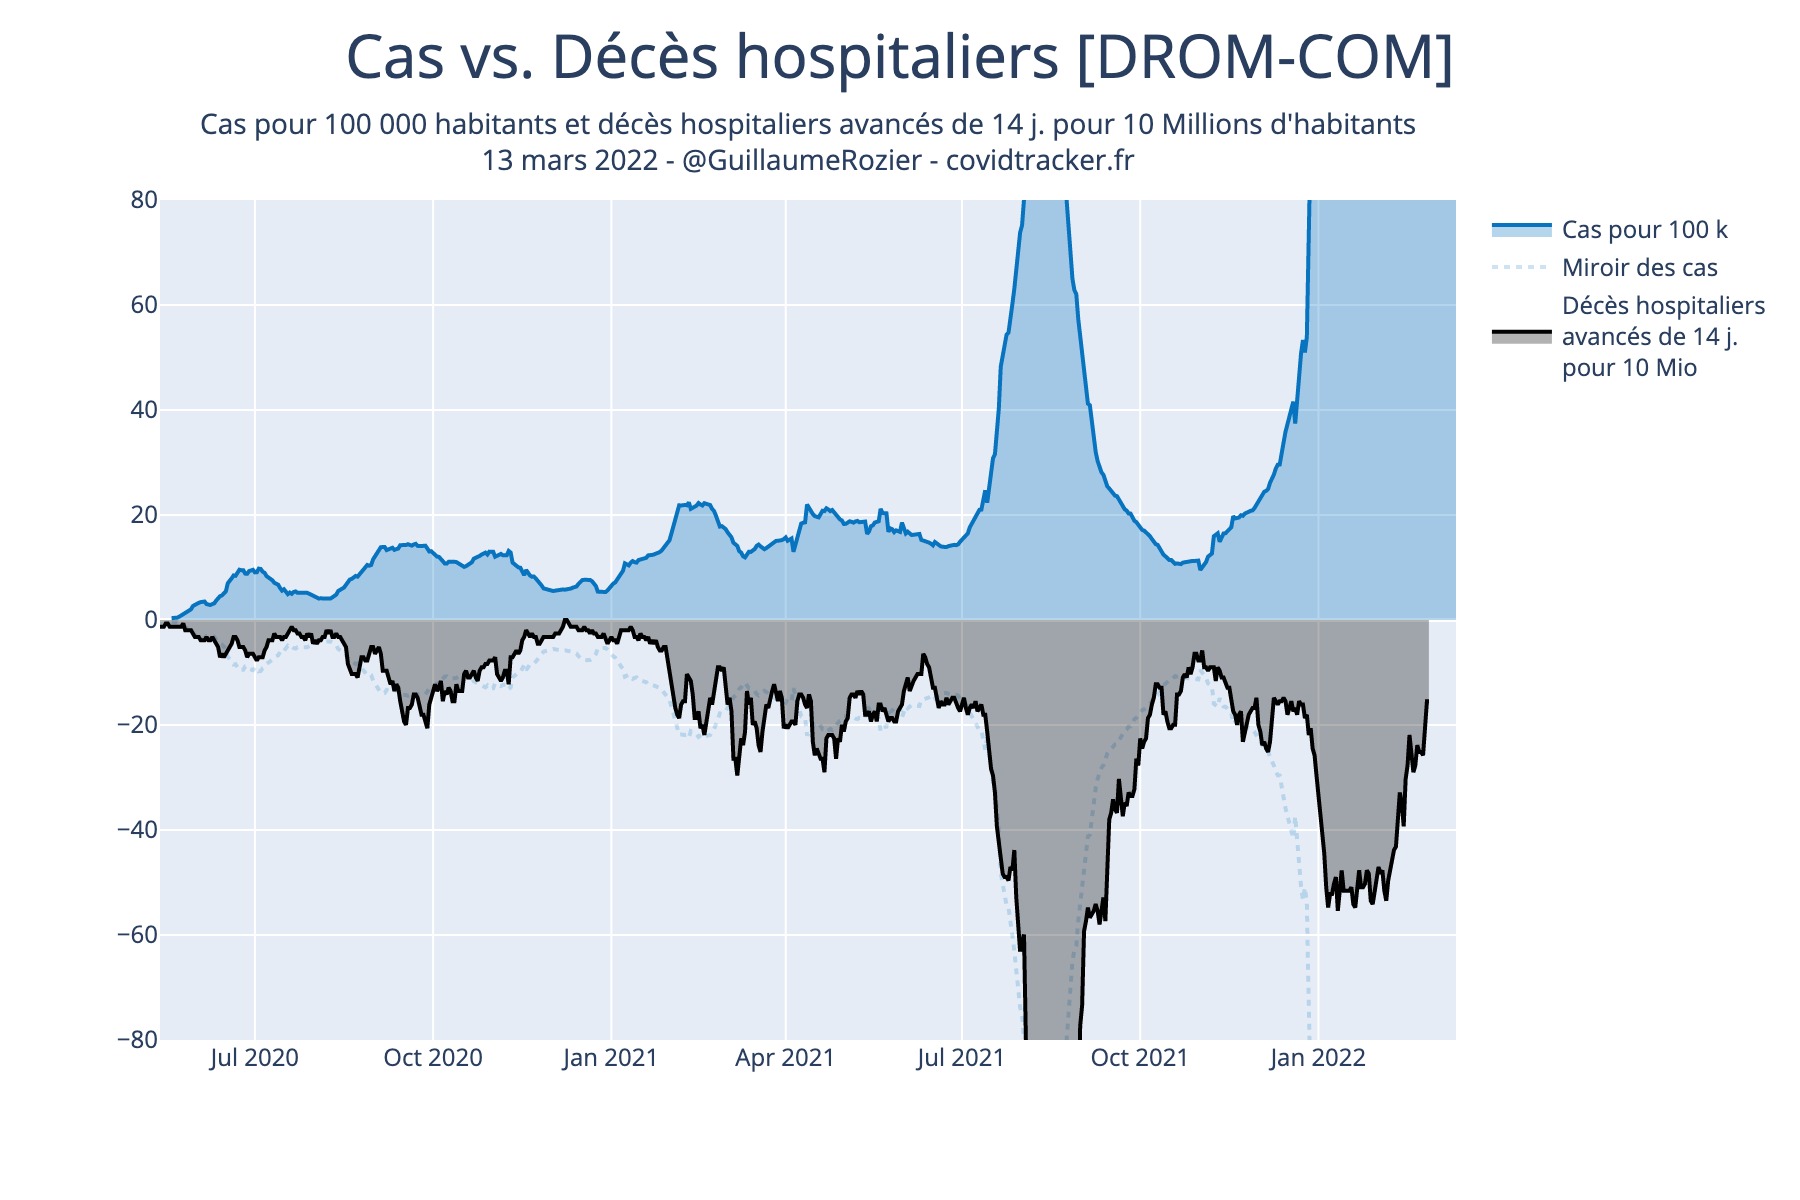 Cas vs. Décès hospitaliers [DROM-COM]
Cas pour 100 000 habitants et décès hospitaliers avancés de 14 j. pour 10 Millions d'habitants
13 mars 2022 - @GuillaumeRozier - covidtracker.fr
80
60
40
20
0
−20
−40
−60
−80
Jul 2020
Oct 2020
Jan 2021
Apr 2021
Jul 2021
Oct 2021
Jan 2022
Cas pour 100 k
Miroir des cas
Décès hospitaliers
avancés de 14 j.
pour 10 Mio